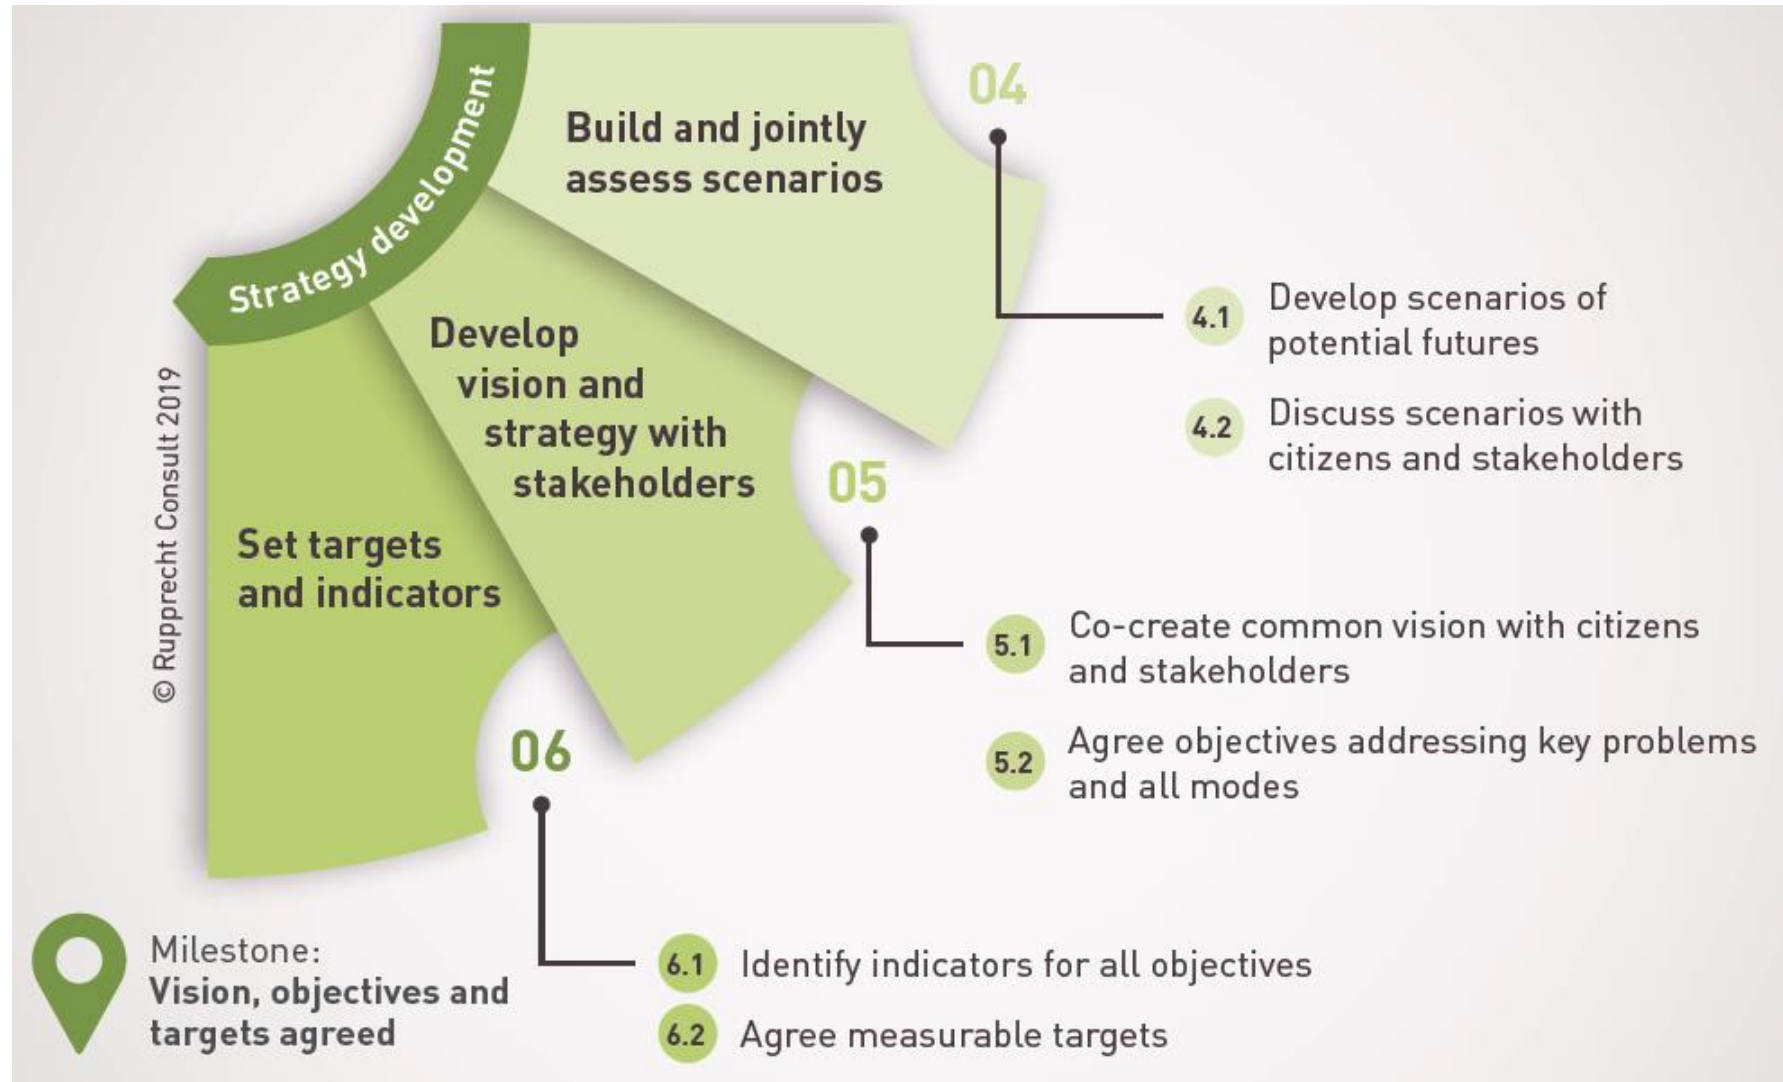 Strategy development
Build and jointly
assess scenarios
04
4.1
Develop scenarios of
potential futures
4.2
Discuss scenarios with
citizens and stakeholders
Develop
vision and
strategy with
stakeholders
05
5.1
Co-create common vision with citizens
and stakeholders
5.2
Agree objectives addressing key problems
and all modes
Set targets
and indicators
06
6.1
Identify indicators for all objectives
6.2
Agree measurable targets
© Rupprecht Consult 2019
Milestone:
Vision, objectives and
targets agreed